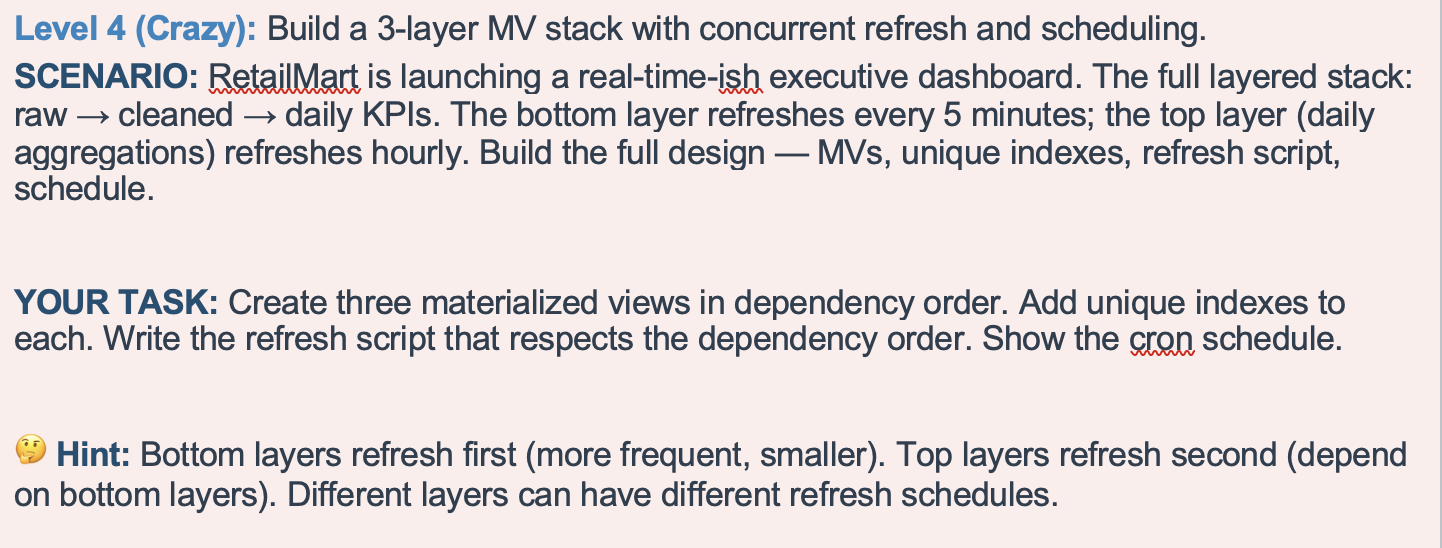 Level 4 (Crazy): Build a 3-layer MV stack with concurrent refresh and scheduling.
SCENARIO: RetailMart is launching a real-time-ish executive dashboard. The full layered stack:
raw → cleaned → daily KPIs. The bottom layer refreshes every 5 minutes; the top layer (daily
aggregations) refreshes hourly. Build the full design — MVs, unique indexes, refresh script,
schedule.
YOUR TASK: Create three materialized views in dependency order. Add unique indexes to
each. Write the refresh script that respects the dependency order. Show the cron schedule.
🤔 Hint: Bottom layers refresh first (more frequent, smaller). Top layers refresh second (depend
on bottom layers). Different layers can have different refresh schedules.